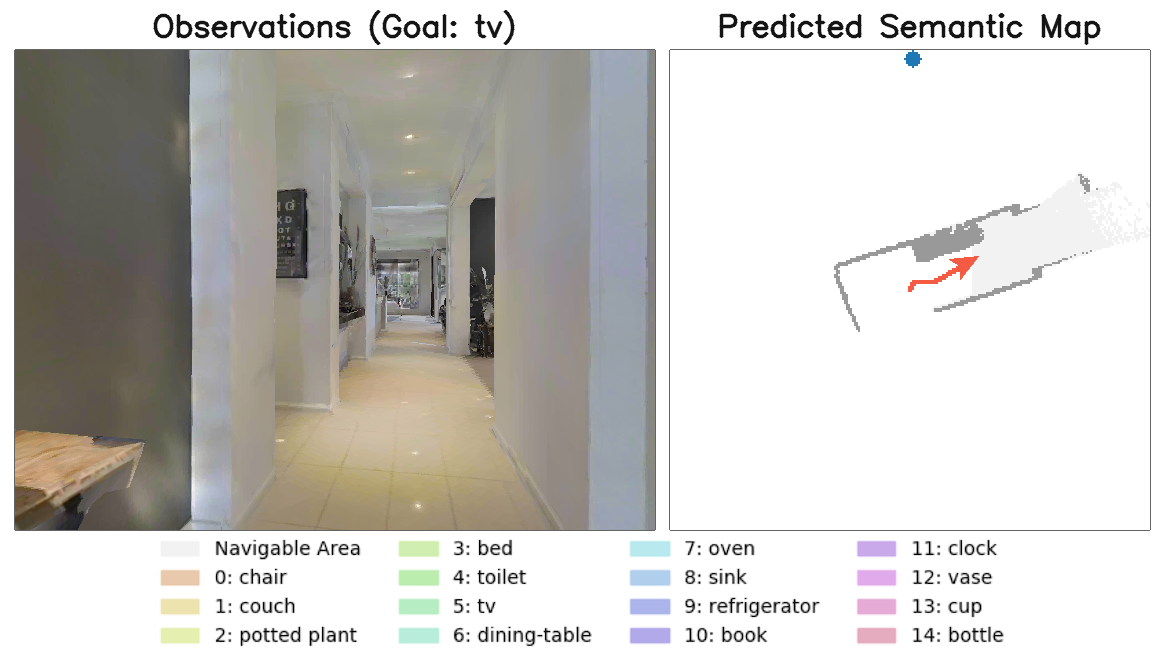 Observations (Goal: tv)
Predicted Semantic Map
Navigable Area
0: chair
1: couch
2: potted plant
3: bed
4: toilet
5: tv
6: dining-table
7: oven
8: sink
9: refrigerator
10: book
11: clock
12: vase
13: cup
14: bottle